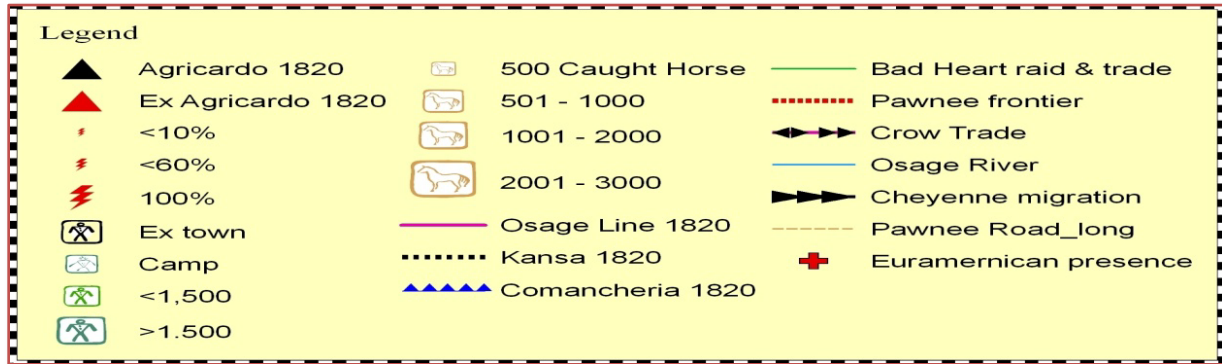 Legend
Agricardo 1820
Ex Agricardo 1820
<10%
<60%
100%
Ex town
Camp
<1,500
>1.500
500 Caught Horse
501 - 1000
1001 - 2000
2001 - 3000
Osage Line 1820
Kansa 1820
Comancheria 1820
Bad Heart raid & trade
Pawnee frontier
Crow Trade
Osage River
Cheyenne migration
Pawnee Road_long
Euramernican presence